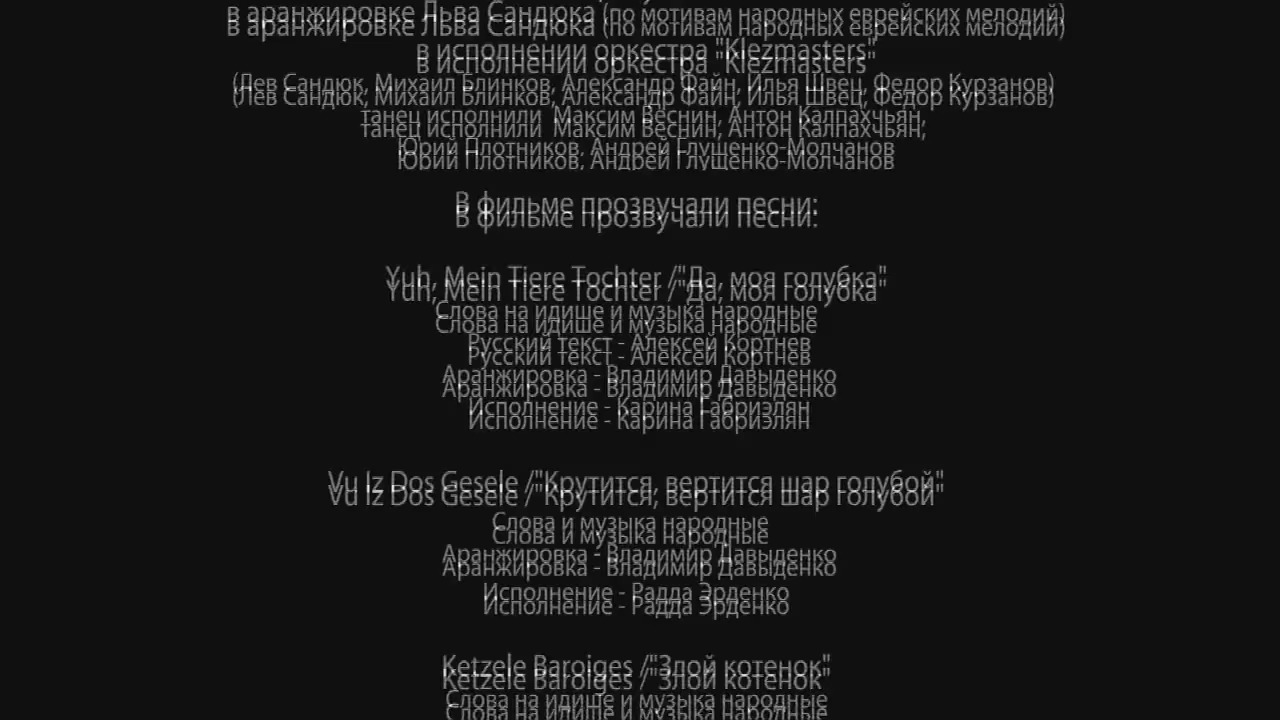 в аранжировке Льва Сандюка (по мотивам народных еврейских мелодий)
в исполнении оркестра "Klezmasters"
(Лев Сандюк, Михаил Блинков, Александр Файн, Илья Швец, Федор Курзанов)
танец исполнили Максим Веснин, Антон Калпахчьян,
Юрий Плотников, Андрей Глущенко-Молчанов
В фильме прозвучали песни:
Yuh, Mein Tiere Tochter /"Да, моя голубка"
Слова на идише и музыка народные
Русский текст - Алексей Кортнев
Аранжировка - Владимир Давыденко
Исполнение - Карина Габриэлян
Vu Iz Dos Gesele /"Крутится, вертится шар голубой"
Слова и музыка народные
Аранжировка - Владимир Давыденко
Исполнение - Радда Эрденко
Ketzele Baroiges /"Злой котенок"
Слова на идише и музыка народные